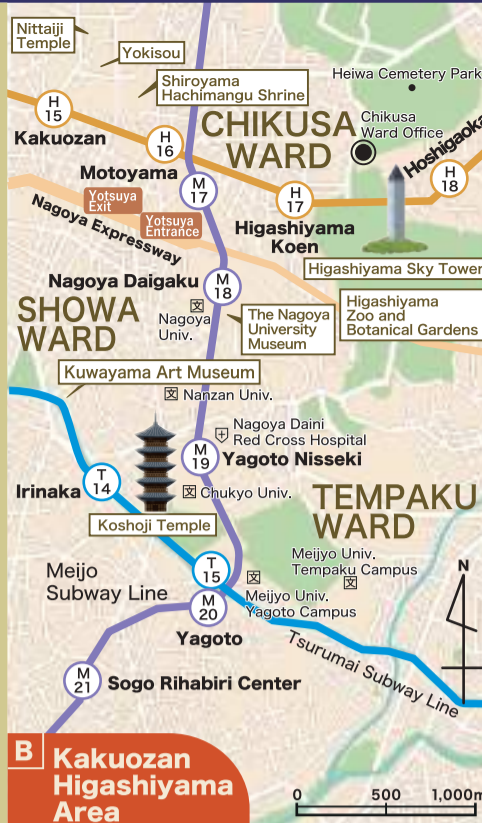 Nittaiji
Temple
Yokisou
Shiroyama
Hachimangu Shrine
Heiwa Cemetery Park
H
15
Kakuozan
H
16
Motoyama
CHIKUSA
WARD
Chikusa
Ward Office
Hoshigaoka
H
18
M
17
H
17
Higashiyama
Koen
Yotsuya
Exit
Yotsuya
Entrance
Nagoya Expressway
Higashiyama Sky Tower
Nagoya Daigaku
M
18
SHOWA
WARD
文
Nagoya
Univ.
The Nagoya
University
Museum
Higashiyama
Zoo and
Botanical Gardens
Kuwayama Art Museum
文 Nanzan Univ.
Nagoya Daini
Red Cross Hospital
M
19
Yagoto Nisseki
Irinaka
T
14
文 Chukyo Univ.
Koshoji Temple
TEMPAKU
WARD
T
15
Meijo
Subway Line
文
Meijyo Univ.
Yagoto Campus
Meijyo Univ.
Tempaku Campus
文
N
M
20
Yagoto
Tsurumai Subway Line
M
21
Sogo Rihabiri Center
B
Kakuozan
Higashiyama
Area
0 500 1,000m